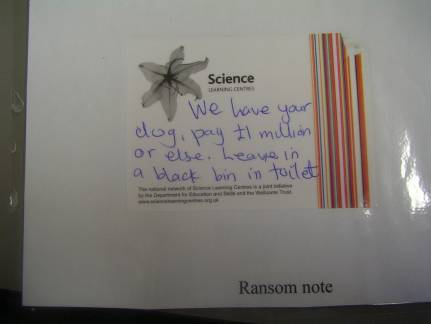 Science
LEARNING CENTRES
We have your
dog, pay £1 million
or else. Leave in
a black bin in toilet
The national network of Science Learning Centres is a joint initiative
by the Department for Education and Skills and the Wellcome Trust.
www.sciencelearningcentres.org.uk
Ransom note